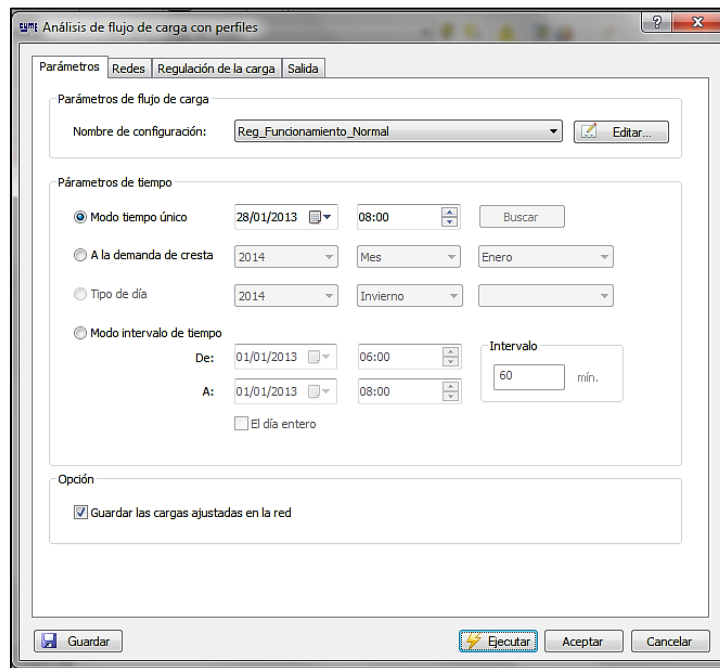 CYME Análisis de flujo de carga con perfiles
?
Parámetros Redes Regulación de la carga Salida
Parámetros de flujo de carga
Nombre de configuración: Reg_Funcionamiento_Normal Editar...
Párametros de tiempo
Modo tiempo único 28/01/2013 08:00 Buscar
A la demanda de cresta 2014 Mes Enero
Tipo de día 2014 Invierno
Modo intervalo de tiempo
De: 01/01/2013 06:00 Intervalo
A: 01/01/2013 08:00 60 mín.
El día entero
Opción
Guardar las cargas ajustadas en la red
Guardar Ejecutar Aceptar Cancelar